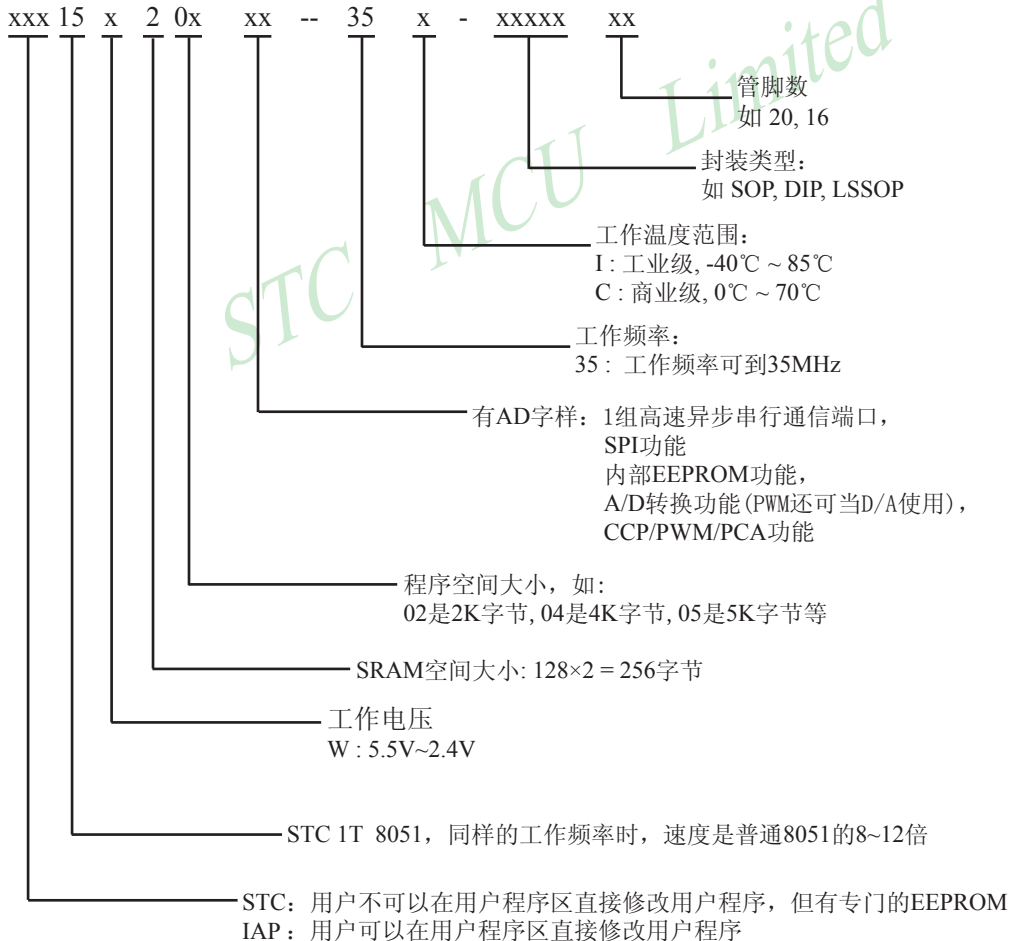 xxx 15 x 2 0x xx -- 35 x - xxxxx xx
管脚数
如 20, 16
封装类型：
如 SOP, DIP, LSSOP
工作温度范围：
I : 工业级, -40℃ ~ 85℃
C : 商业级, 0℃ ~ 70℃
工作频率：
35 : 工作频率可到35MHz
有AD字样：1组高速异步串行通信端口，
SPI功能
内部EEPROM功能，
A/D转换功能(PWM还可当D/A使用)，
CCP/PWM/PCA功能
程序空间大小，如：
02是2K字节, 04是4K字节, 05是5K字节等
SRAM空间大小: 128×2 = 256字节
工作电压
W : 5.5V~2.4V
STC 1T 8051，同样的工作频率时，速度是普通8051的8~12倍
STC：用户不可以在用户程序区直接修改用户程序，但有专门的EEPROM
IAP：用户可以在用户程序区直接修改用户程序
STC MCU Limited